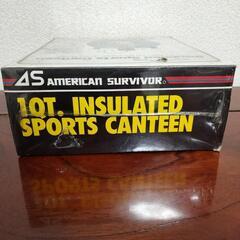 AS AMERICAN SURVIVOR
1QT. INSULATED
SPORTS CANTEEN